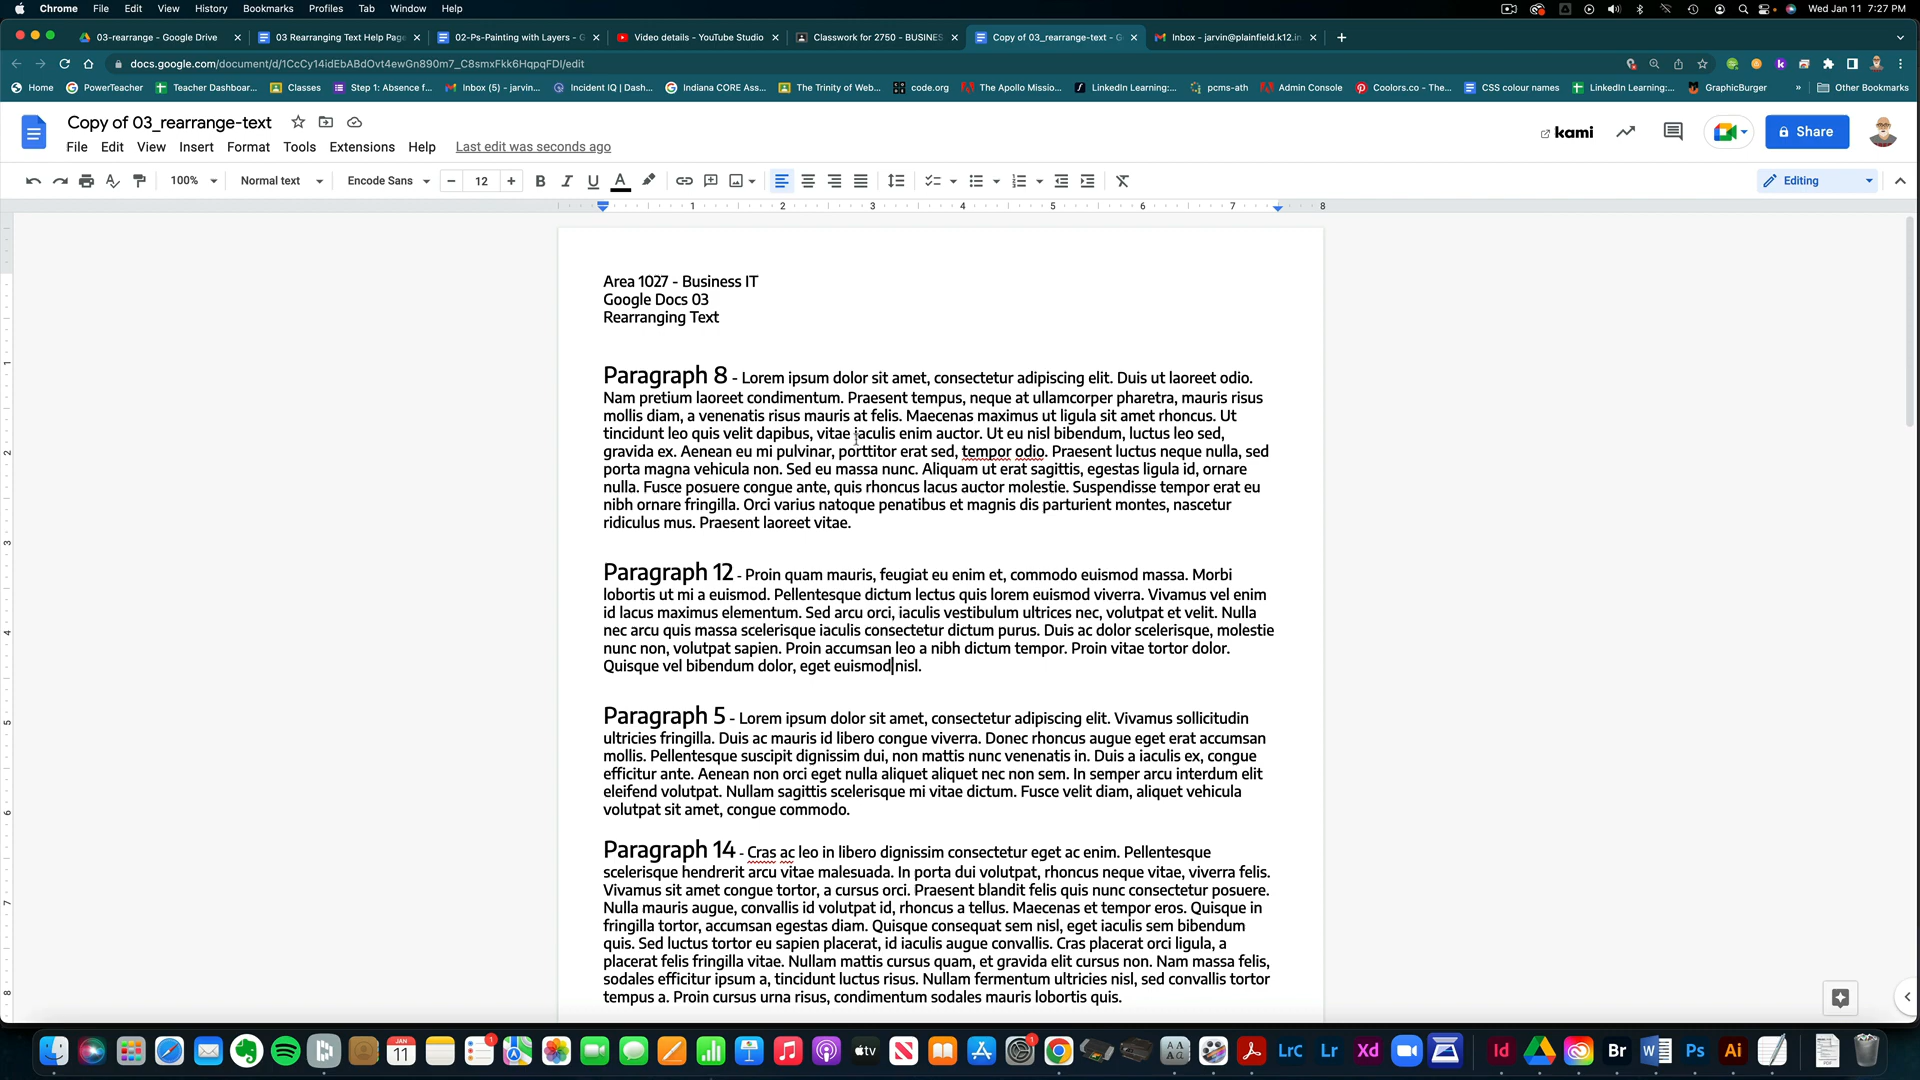 Chrome File Edit View History Bookmarks Profiles Tab Window Help Wed Jan 11 7:27 PM
03-rearrange - Google Drive 03 Rearranging Text Help Page 02-Ps-Painting with Layers - G Video details - YouTube Studio Classwork for 2750 - BUSINES Copy of 03_rearrange-text - G Inbox - jarvin@plainfield.k12.in
docs.google.com/document/d/1CcCy14idEbABdOvt4ewGn890m7_C8smxFkk6HqpqFDI/edit
Home PowerTeacher Teacher Dashboar... Classes Step 1: Absence f... Inbox (5) - jarvin... Incident IQ | Dash... Indiana CORE Ass... The Trinity of Web... code.org The Apollo Missio... LinkedIn Learning:... pcms-ath Admin Console Coolors.co - The... CSS colour names LinkedIn Learning:... GraphicBurger » Other Bookmarks
Copy of 03_rearrange-text
kami
Share
File Edit View Insert Format Tools Extensions Help Last edit was seconds ago
100% Normal text Encode Sans 12 B I U A Editing
1 2 3 4 5 6 7 8
Area 1027 - Business IT
Google Docs 03
Rearranging Text
Paragraph 8 - Lorem ipsum dolor sit amet, consectetur adipiscing elit. Duis ut laoreet odio.
Nam pretium laoreet condimentum. Praesent tempus, neque at ullamcorper pharetra, mauris risus
mollis diam, a venenatis risus mauris at felis. Maecenas maximus ut ligula sit amet rhoncus. Ut
tincidunt leo quis velit dapibus, vitae iaculis enim auctor. Ut eu nisl bibendum, luctus leo sed,
gravida ex. Aenean eu mi pulvinar, porttitor erat sed, tempor odio. Praesent luctus neque nulla, sed
porta magna vehicula non. Sed eu massa nunc. Aliquam ut erat sagittis, egestas ligula id, ornare
nulla. Fusce posuere congue ante, quis rhoncus lacus auctor molestie. Suspendisse tempor erat eu
nibh ornare fringilla. Orci varius natoque penatibus et magnis dis parturient montes, nascetur
ridiculus mus. Praesent laoreet vitae.
Paragraph 12 - Proin quam mauris, feugiat eu enim et, commodo euismod massa. Morbi
lobortis ut mi a euismod. Pellentesque dictum lectus quis lorem euismod viverra. Vivamus vel enim
id lacus maximus elementum. Sed arcu orci, iaculis vestibulum ultrices nec, volutpat et velit. Nulla
nec arcu quis massa scelerisque iaculis consectetur dictum purus. Duis ac dolor scelerisque, molestie
nunc non, volutpat sapien. Proin accumsan leo a nibh dictum tempor. Proin vitae tortor dolor.
Quisque vel bibendum dolor, eget euismod nisl.
Paragraph 5 - Lorem ipsum dolor sit amet, consectetur adipiscing elit. Vivamus sollicitudin
ultricies fringilla. Duis ac mauris id libero congue viverra. Donec rhoncus augue eget erat accumsan
mollis. Pellentesque suscipit dignissim dui, non mattis nunc venenatis in. Duis a iaculis ex, congue
efficitur ante. Aenean non orci eget nulla aliquet aliquet nec non sem. In semper arcu interdum elit
eleifend volutpat. Nullam sagittis scelerisque mi vitae dictum. Fusce velit diam, aliquet vehicula
volutpat sit amet, congue commodo.
Paragraph 14 - Cras ac leo in libero dignissim consectetur eget ac enim. Pellentesque
scelerisque hendrerit arcu vitae malesuada. In porta dui volutpat, rhoncus neque vitae, viverra felis.
Vivamus sit amet congue tortor, a cursus orci. Praesent blandit felis quis nunc consectetur posuere.
Nulla mauris augue, convallis id volutpat id, rhoncus a tellus. Maecenas et tempor eros. Quisque in
fringilla tortor, accumsan egestas diam. Quisque consequat sem nisl, eget iaculis sem bibendum
quis. Sed luctus tortor eu sapien placerat, id iaculis augue convallis. Cras placerat orci ligula, a
placerat felis fringilla vitae. Nullam mattis cursus quam, et gravida elit cursus non. Nam massa felis,
sodales efficitur ipsum a, tincidunt luctus risus. Nullam fermentum ultricies nisl, sed convallis tortor
tempus a. Proin cursus urna risus, condimentum sodales mauris lobortis quis.
JAN 11 1 tv 1 LrC Lr Xd Id Br W Ps Ai